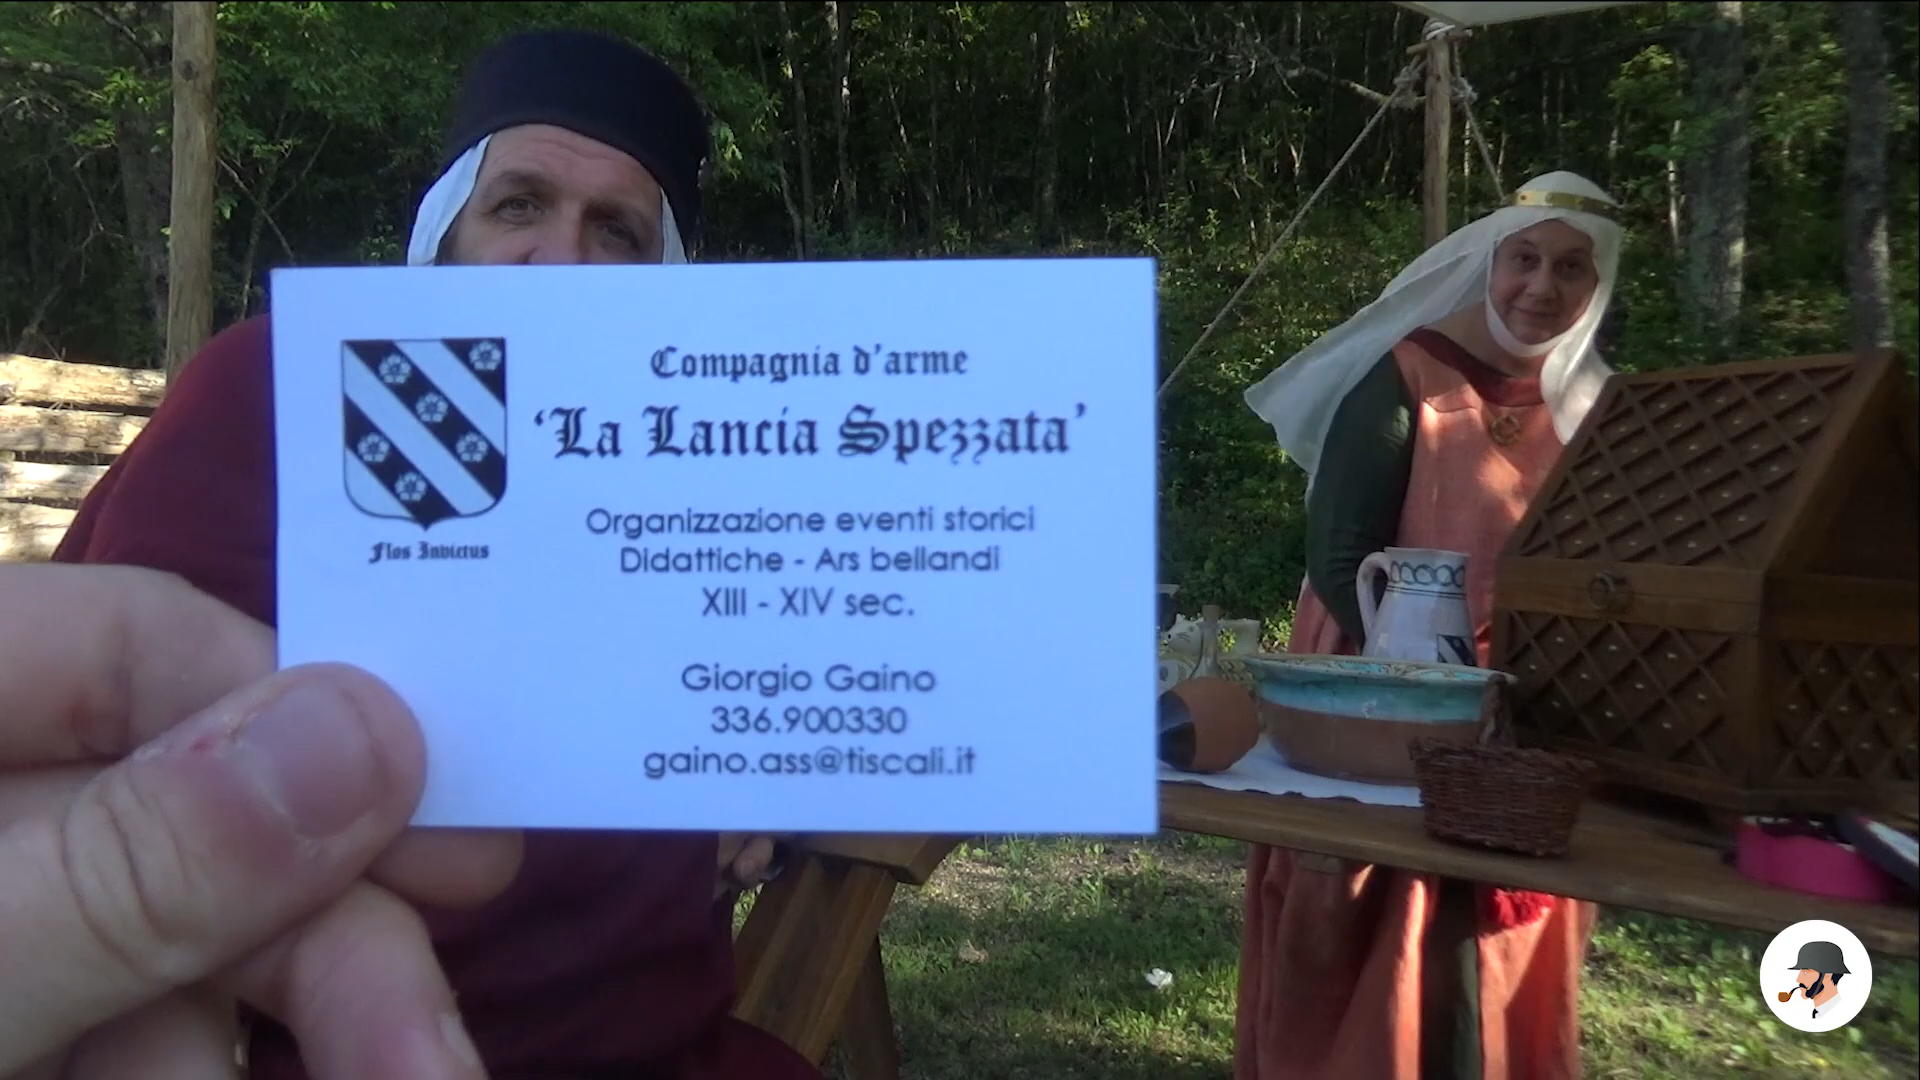 Compagnia d'arme
'La Lancia Spezzata'
Flos Invictus
Organizzazione eventi storici
Didattiche - Ars bellandi
XIII - XIV sec.
Giorgio Gaino
336.900330
gaino.ass@tiscali.it